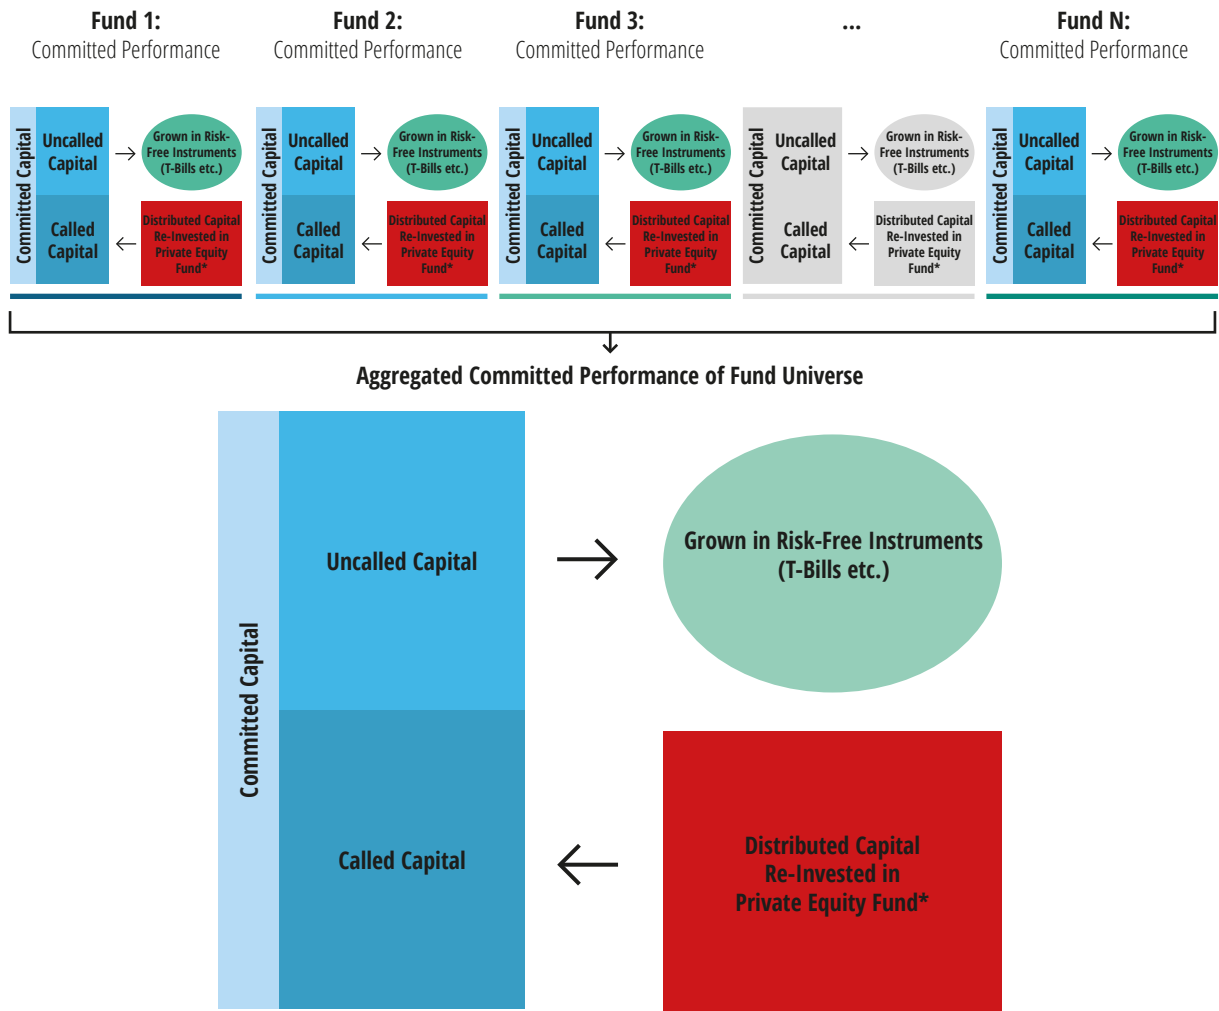 Fund 1:
Committed Performance
Fund 2:
Committed Performance
Fund 3:
Committed Performance
...
Fund N:
Committed Performance
Committed Capital
Uncalled
Capital
Called
Capital
Grown in Risk-
Free Instruments
(T-Bills etc.)
Distributed Capital
Re-Invested in
Private Equity
Fund*
Committed Capital
Uncalled
Capital
Called
Capital
Grown in Risk-
Free Instruments
(T-Bills etc.)
Distributed Capital
Re-Invested in
Private Equity
Fund*
Committed Capital
Uncalled
Capital
Called
Capital
Grown in Risk-
Free Instruments
(T-Bills etc.)
Distributed Capital
Re-Invested in
Private Equity
Fund*
Committed Capital
Uncalled
Capital
Called
Capital
Grown in Risk-
Free Instruments
(T-Bills etc.)
Distributed Capital
Re-Invested in
Private Equity
Fund*
Committed Capital
Uncalled
Capital
Called
Capital
Grown in Risk-
Free Instruments
(T-Bills etc.)
Distributed Capital
Re-Invested in
Private Equity
Fund*
Aggregated Committed Performance of Fund Universe
Committed Capital
Uncalled Capital
Grown in Risk-Free Instruments
(T-Bills etc.)
Called Capital
Distributed Capital
Re-Invested in
Private Equity Fund*